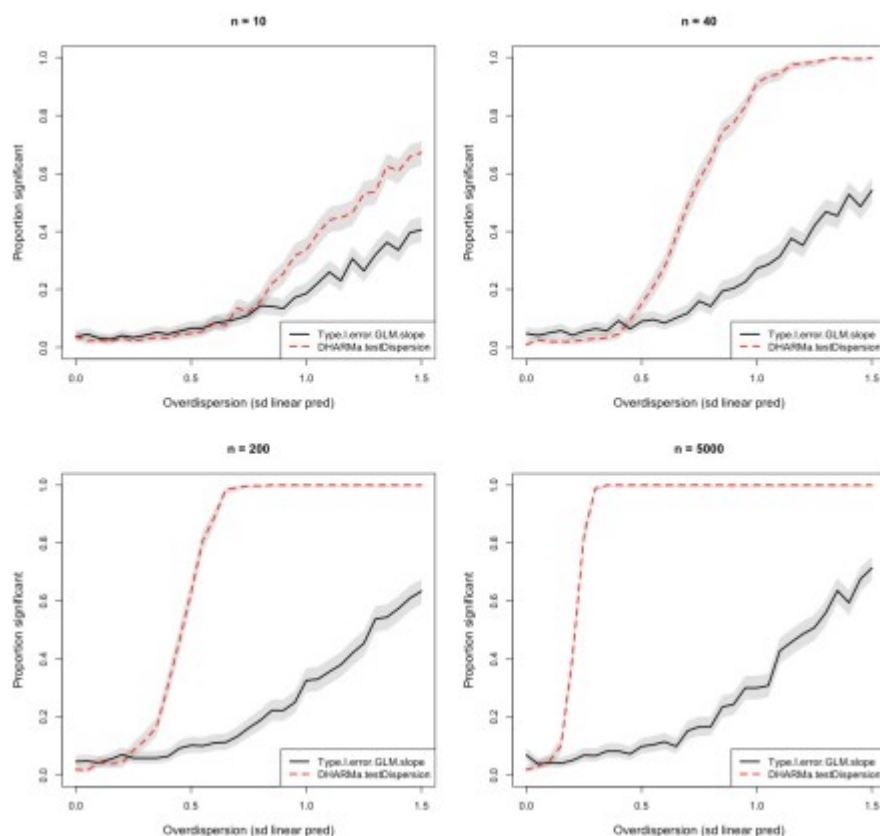 n = 10
Proportion significant
1.0
0.8
0.6
0.4
0.2
0.0
Type.I.error.GLM.slope
DHARMa.testDispersion
0.0 0.5 1.0 1.5
Overdispersion (sd linear pred)
n = 40
Proportion significant
1.0
0.8
0.6
0.4
0.2
0.0
Type.I.error.GLM.slope
DHARMa.testDispersion
0.0 0.5 1.0 1.5
Overdispersion (sd linear pred)
n = 200
Proportion significant
1.0
0.8
0.6
0.4
0.2
0.0
Type.I.error.GLM.slope
DHARMa.testDispersion
0.0 0.5 1.0 1.5
Overdispersion (sd linear pred)
n = 5000
Proportion significant
1.0
0.8
0.6
0.4
0.2
0.0
Type.I.error.GLM.slope
DHARMa.testDispersion
0.0 0.5 1.0 1.5
Overdispersion (sd linear pred)